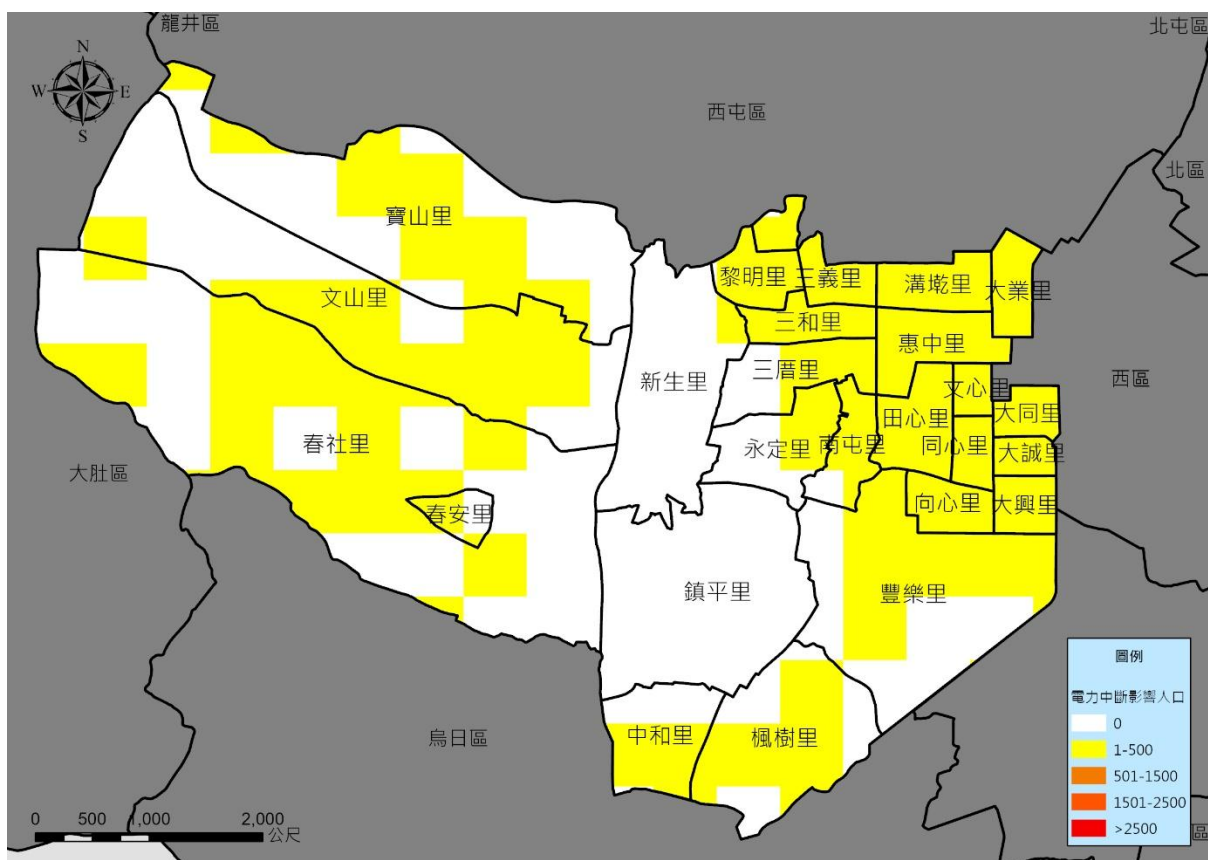 龍井區
北屯區
N
W E
S
西屯區
北區
寶山里
黎明里
三義里
溝墘里
大業里
文山里
三和里
惠中里
新生里
三厝里
文心里
西區
田心里
大同里
春社里
永定里
南屯里
同心里
大誠里
大肚區
春安里
向心里
大興里
鎮平里
豐樂里
圖例
電力中斷影響人口
0
1-500
501-1500
1501-2500
>2500
中和里
楓樹里
烏日區
0 500 1,000 2,000
公尺
區